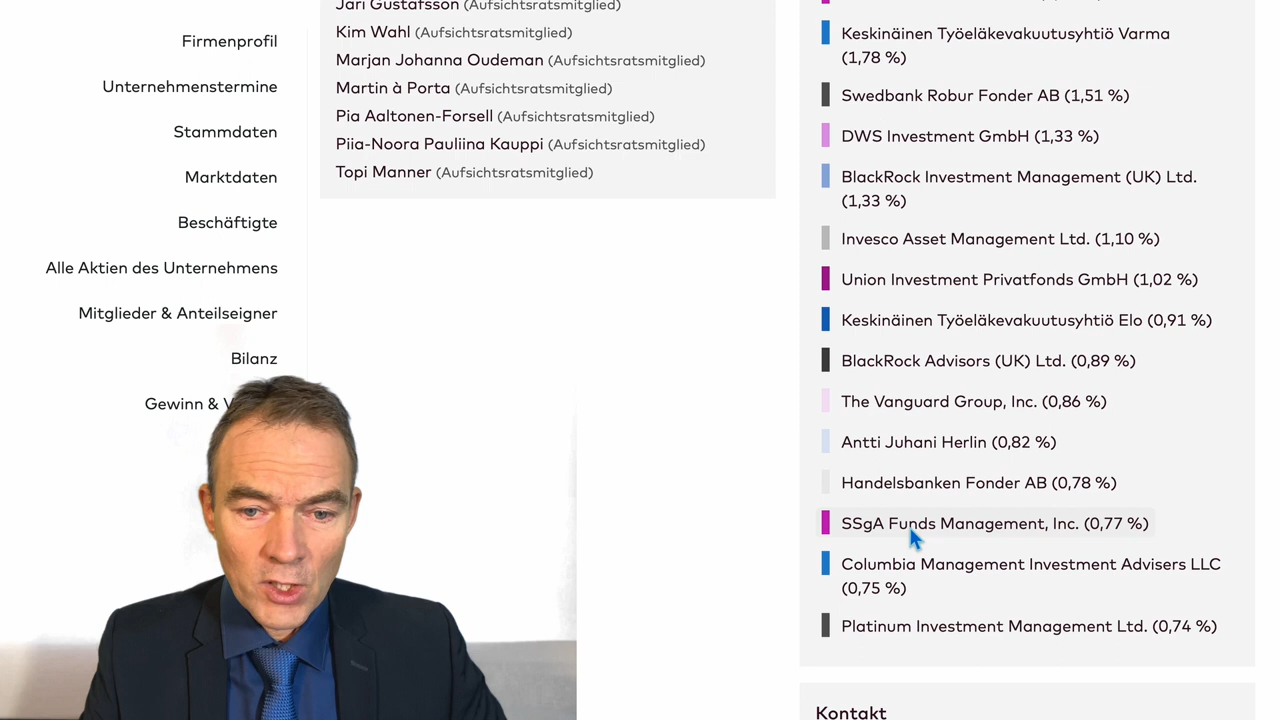 Firmenprofil
Unternehmenstermine
Stammdaten
Marktdaten
Beschäftigte
Alle Aktien des Unternehmens
Mitglieder & Anteilseigner
Bilanz
Gewinn &
Jari Gustafsson (Aufsichtsratsmitglied)
Kim Wahl (Aufsichtsratsmitglied)
Marjan Johanna Oudeman (Aufsichtsratsmitglied)
Martin à Porta (Aufsichtsratsmitglied)
Pia Aaltonen-Forsell (Aufsichtsratsmitglied)
Piia-Noora Pauliina Kauppi (Aufsichtsratsmitglied)
Topi Manner (Aufsichtsratsmitglied)
Keskinäinen Työeläkevakuutusyhtiö Varma
(1,78 %)
Swedbank Robur Fonder AB (1,51 %)
DWS Investment GmbH (1,33 %)
BlackRock Investment Management (UK) Ltd.
(1,33 %)
Invesco Asset Management Ltd. (1,10 %)
Union Investment Privatfonds GmbH (1,02 %)
Keskinäinen Työeläkevakuutusyhtiö Elo (0,91 %)
BlackRock Advisors (UK) Ltd. (0,89 %)
The Vanguard Group, Inc. (0,86 %)
Antti Juhani Herlin (0,82 %)
Handelsbanken Fonder AB (0,78 %)
SSgA Funds Management, Inc. (0,77 %)
Columbia Management Investment Advisers LLC
(0,75 %)
Platinum Investment Management Ltd. (0,74 %)
Kontakt